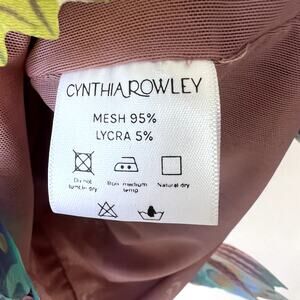 CYNTHIA ROWLEY
MESH 95%
LYCRA 5%
Do not
tumble dry
Iron medium
temp
Natural dry